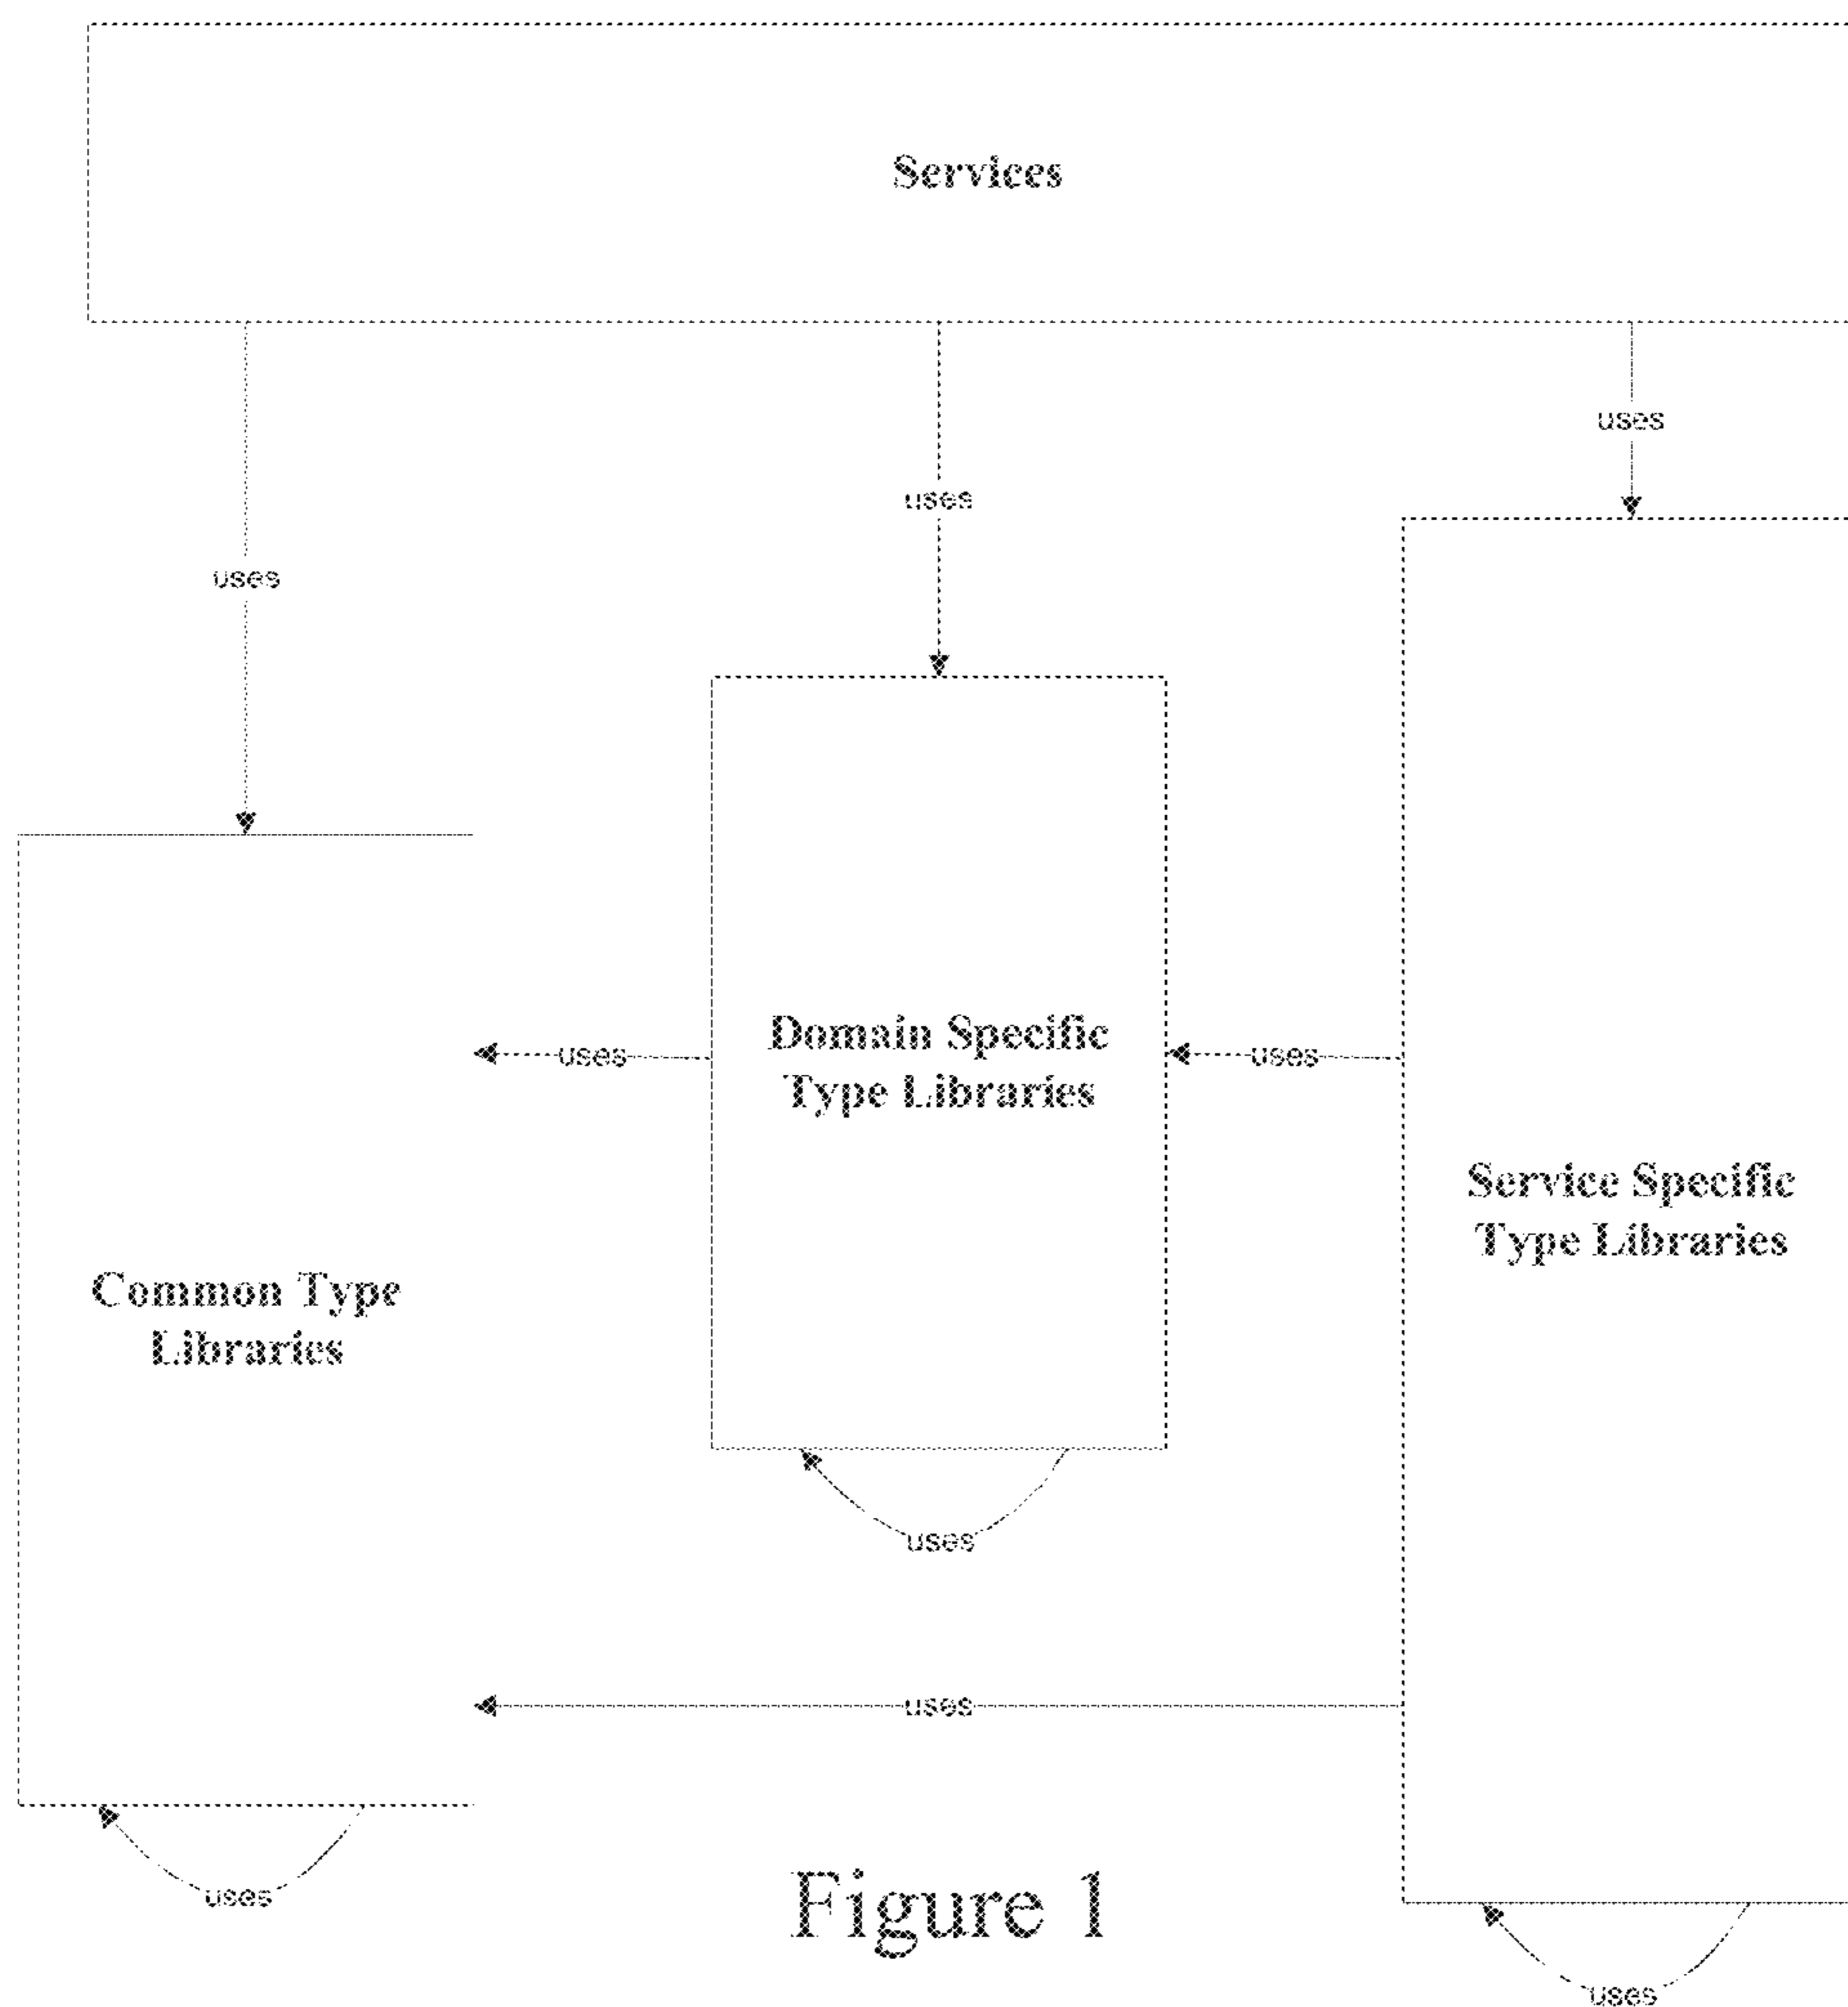 Services
uses
uses
uses
Domain Specific
Type Libraries
uses
uses
Service Specific
Type Libraries
Common Type
Libraries
uses
uses
uses
Figure 1
uses